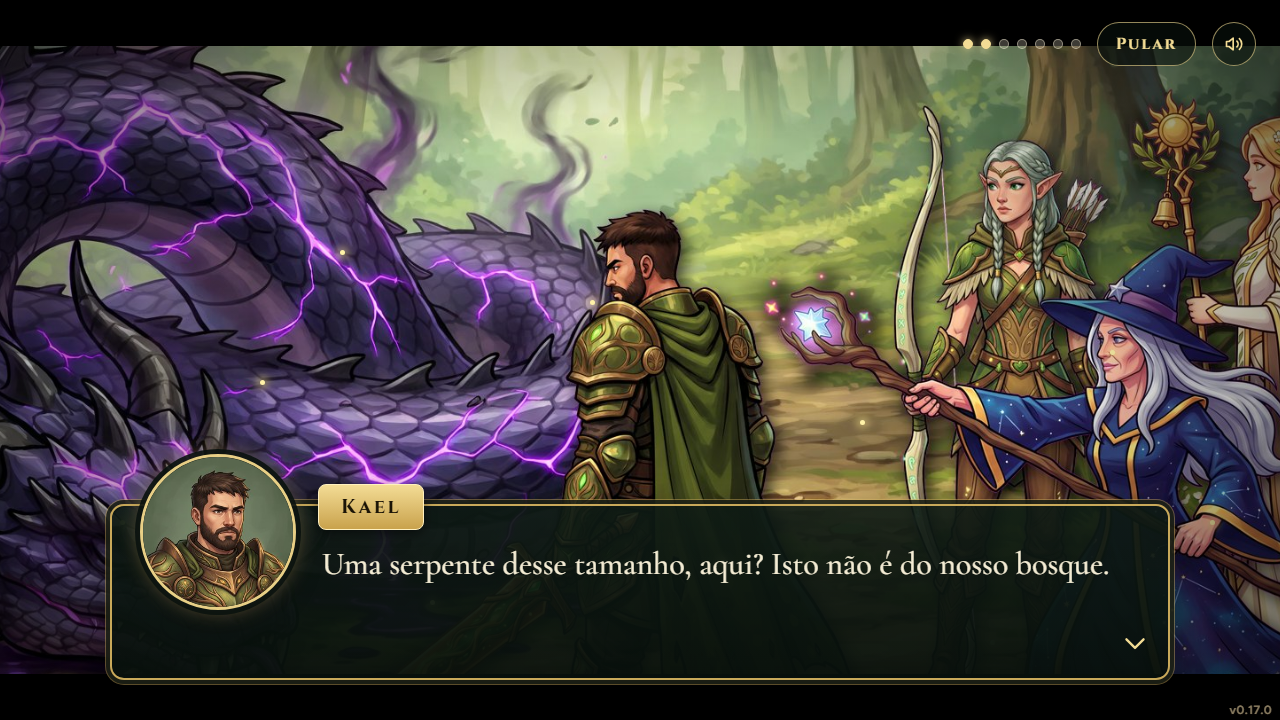 Pular
Kael
Uma serpente desse tamanho, aqui? Isto não é do nosso bosque.
v0.17.0